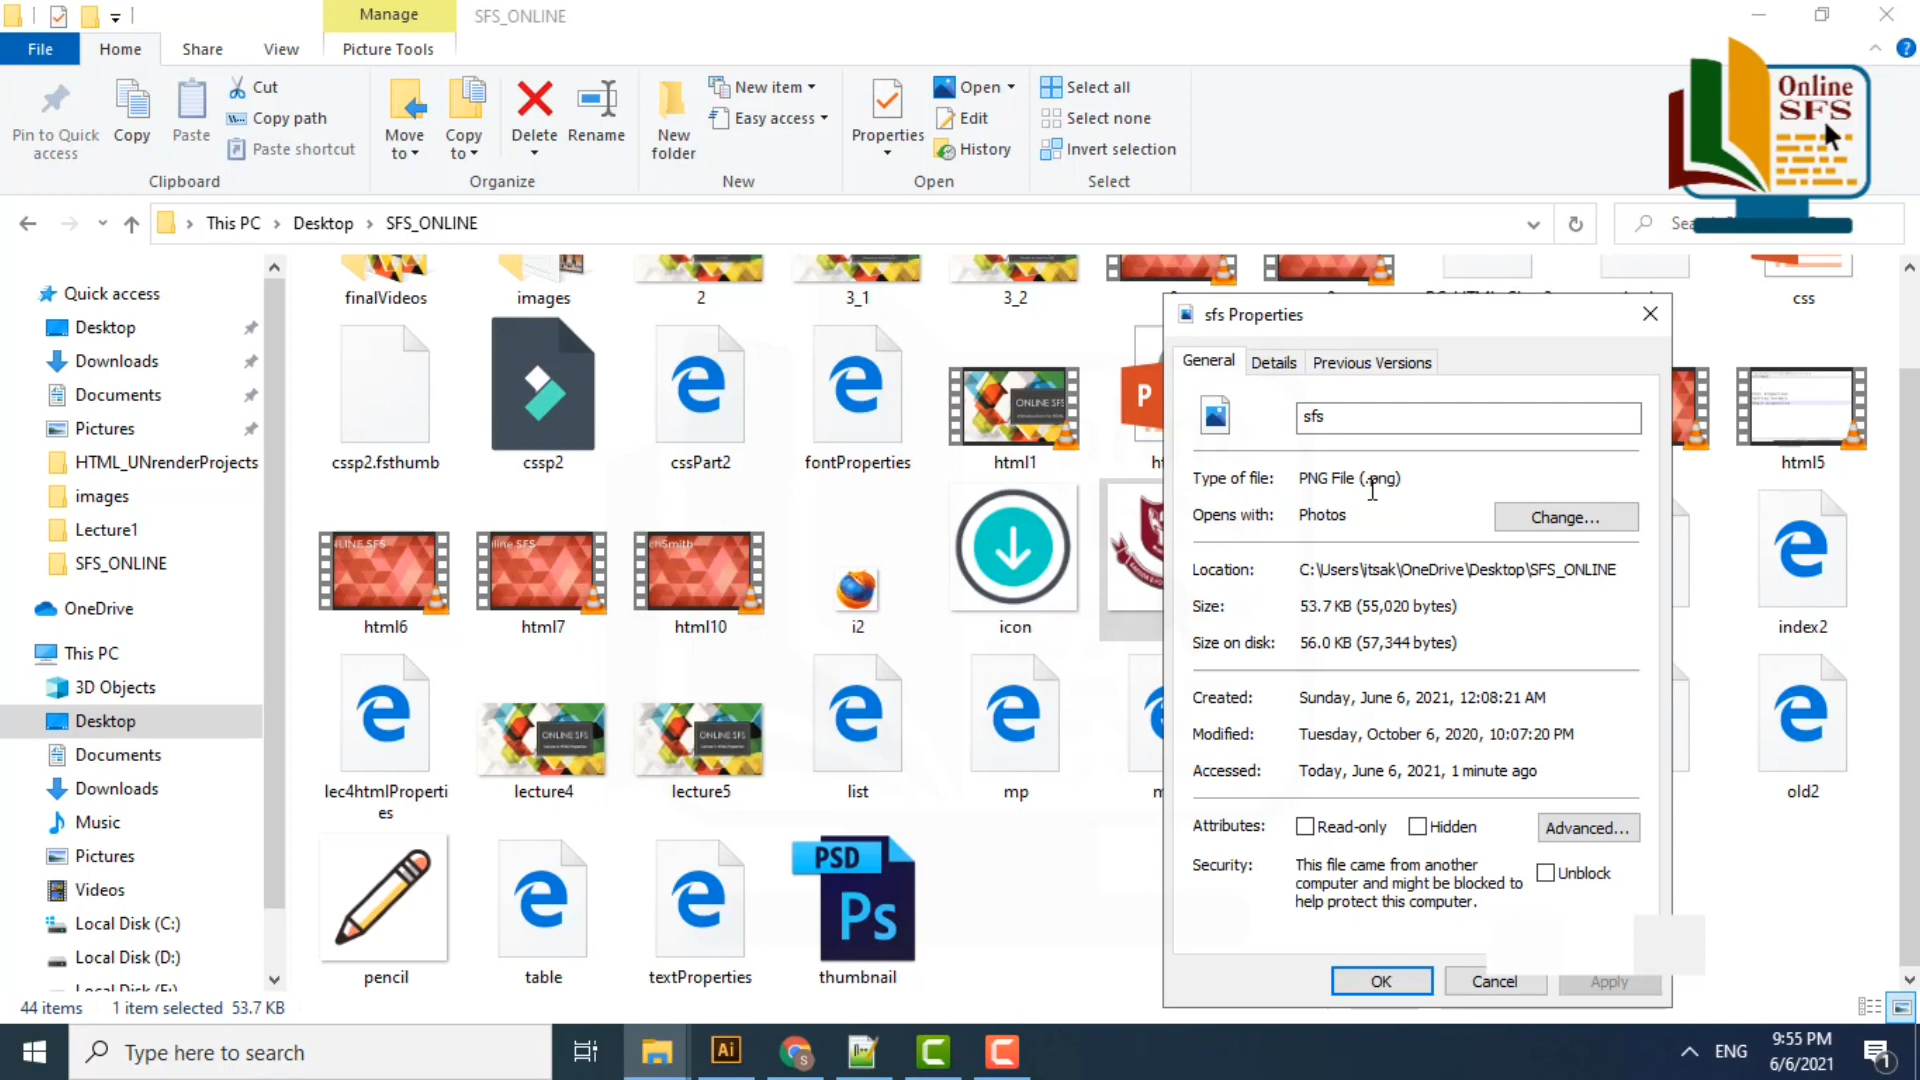 Manage
SFS_ONLINE
File
Home
Share
View
Picture Tools
Pin to Quick access
Copy
Paste
Cut
Copy path
Paste shortcut
Move to
Copy to
Delete
Rename
New folder
New item
Easy access
Properties
Open
Edit
History
Select all
Select none
Invert selection
Clipboard
Organize
New
Open
Select
Online
SFS
This PC
Desktop
SFS_ONLINE
Quick access
Desktop
Downloads
Documents
Pictures
HTML_UNrenderProjects
images
Lecture1
SFS_ONLINE
OneDrive
This PC
3D Objects
Desktop
Documents
Downloads
Music
Pictures
Videos
Local Disk (C:)
Local Disk (D:)
finalVideos
images
2
3_1
3_2
css
cssp2.fsthumb
cssp2
cssPart2
fontProperties
html1
html5
html6
html7
html10
i2
icon
index2
lec4htmlProperti
es
lecture4
lecture5
list
mp
old2
pencil
table
textProperties
PSD
Ps
thumbnail
sfs Properties
General
Details
Previous Versions
sfs
Type of file: PNG File (.png)
Opens with: Photos
Change...
Location: C:\Users\itsak\OneDrive\Desktop\SFS_ONLINE
Size: 53.7 KB (55,020 bytes)
Size on disk: 56.0 KB (57,344 bytes)
Created: Sunday, June 6, 2021, 12:08:21 AM
Modified: Tuesday, October 6, 2020, 10:07:20 PM
Accessed: Today, June 6, 2021, 1 minute ago
Attributes: Read-only Hidden Advanced...
Security: This file came from another
computer and might be blocked to
help protect this computer.
Unblock
OK
Cancel
Apply
44 items 1 item selected 53.7 KB
Type here to search
Ai
ENG
9:55 PM
6/6/2021
1